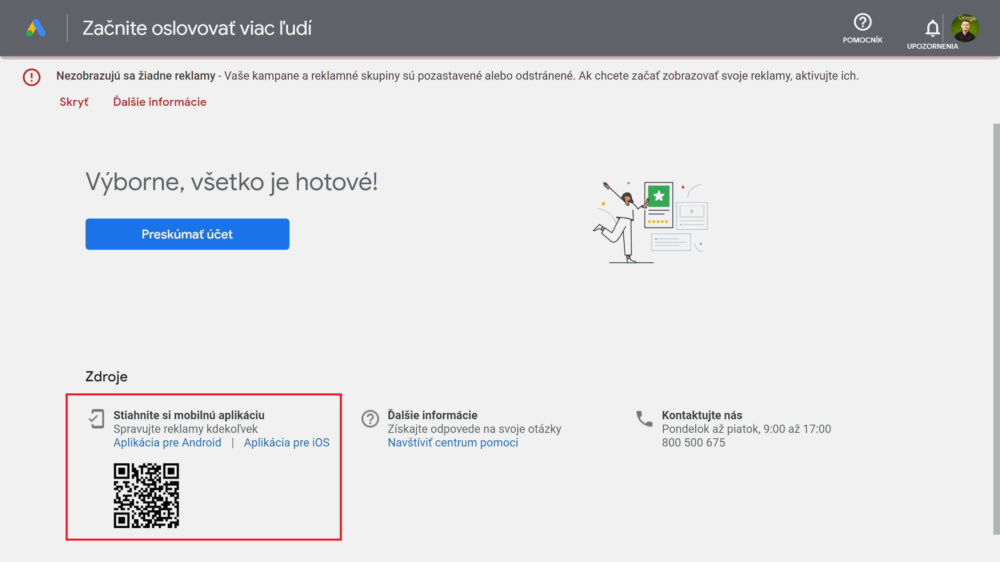 Začnite oslovovať viac ľudí
POMOCNÍK
UPOZORNENIA
Google
Nezobrazujú sa žiadne reklamy - Vaše kampane a reklamné skupiny sú pozastavené alebo odstránené. Ak chcete začať zobrazovať svoje reklamy, aktivujte ich.
Skryť
Ďalšie informácie
Výborne, všetko je hotové!
Preskúmať účet
Zdroje
Stiahnite si mobilnú aplikáciu
Spravujte reklamy kdekoľvek
Aplikácia pre Android | Aplikácia pre iOS
Ďalšie informácie
Získajte odpovede na svoje otázky
Navštíviť centrum pomoci
Kontaktujte nás
Pondelok až piatok, 9:00 až 17:00
800 500 675